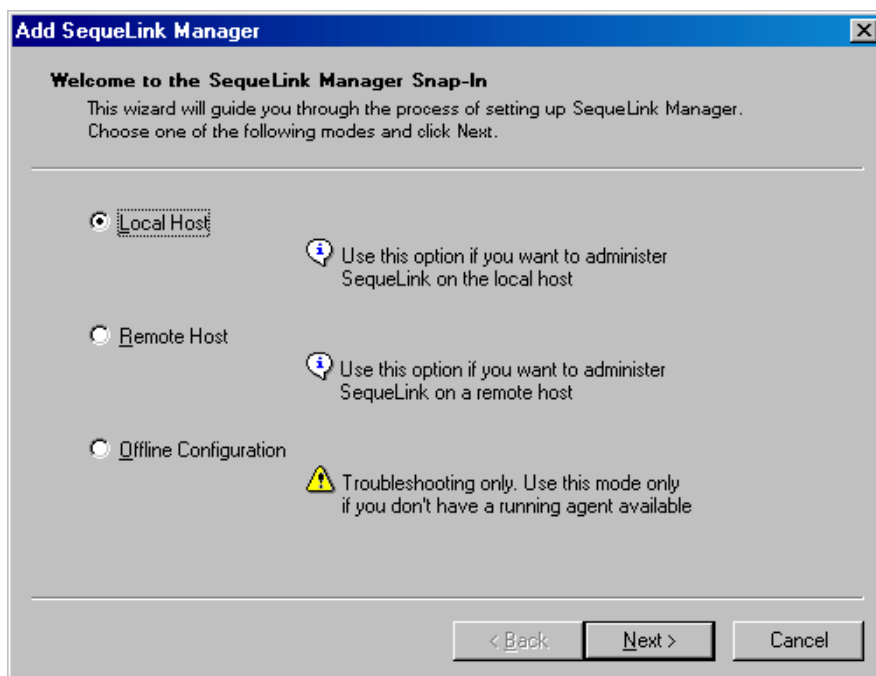 Add SequeLink Manager
Welcome to the SequeLink Manager Snap-In
This wizard will guide you through the process of setting up SequeLink Manager.
Choose one of the following modes and click Next.
Local Host
Use this option if you want to administer
SequeLink on the local host
Remote Host
Use this option if you want to administer
SequeLink on a remote host
Offline Configuration
Troubleshooting only. Use this mode only
if you don't have a running agent available
< Back
Next >
Cancel